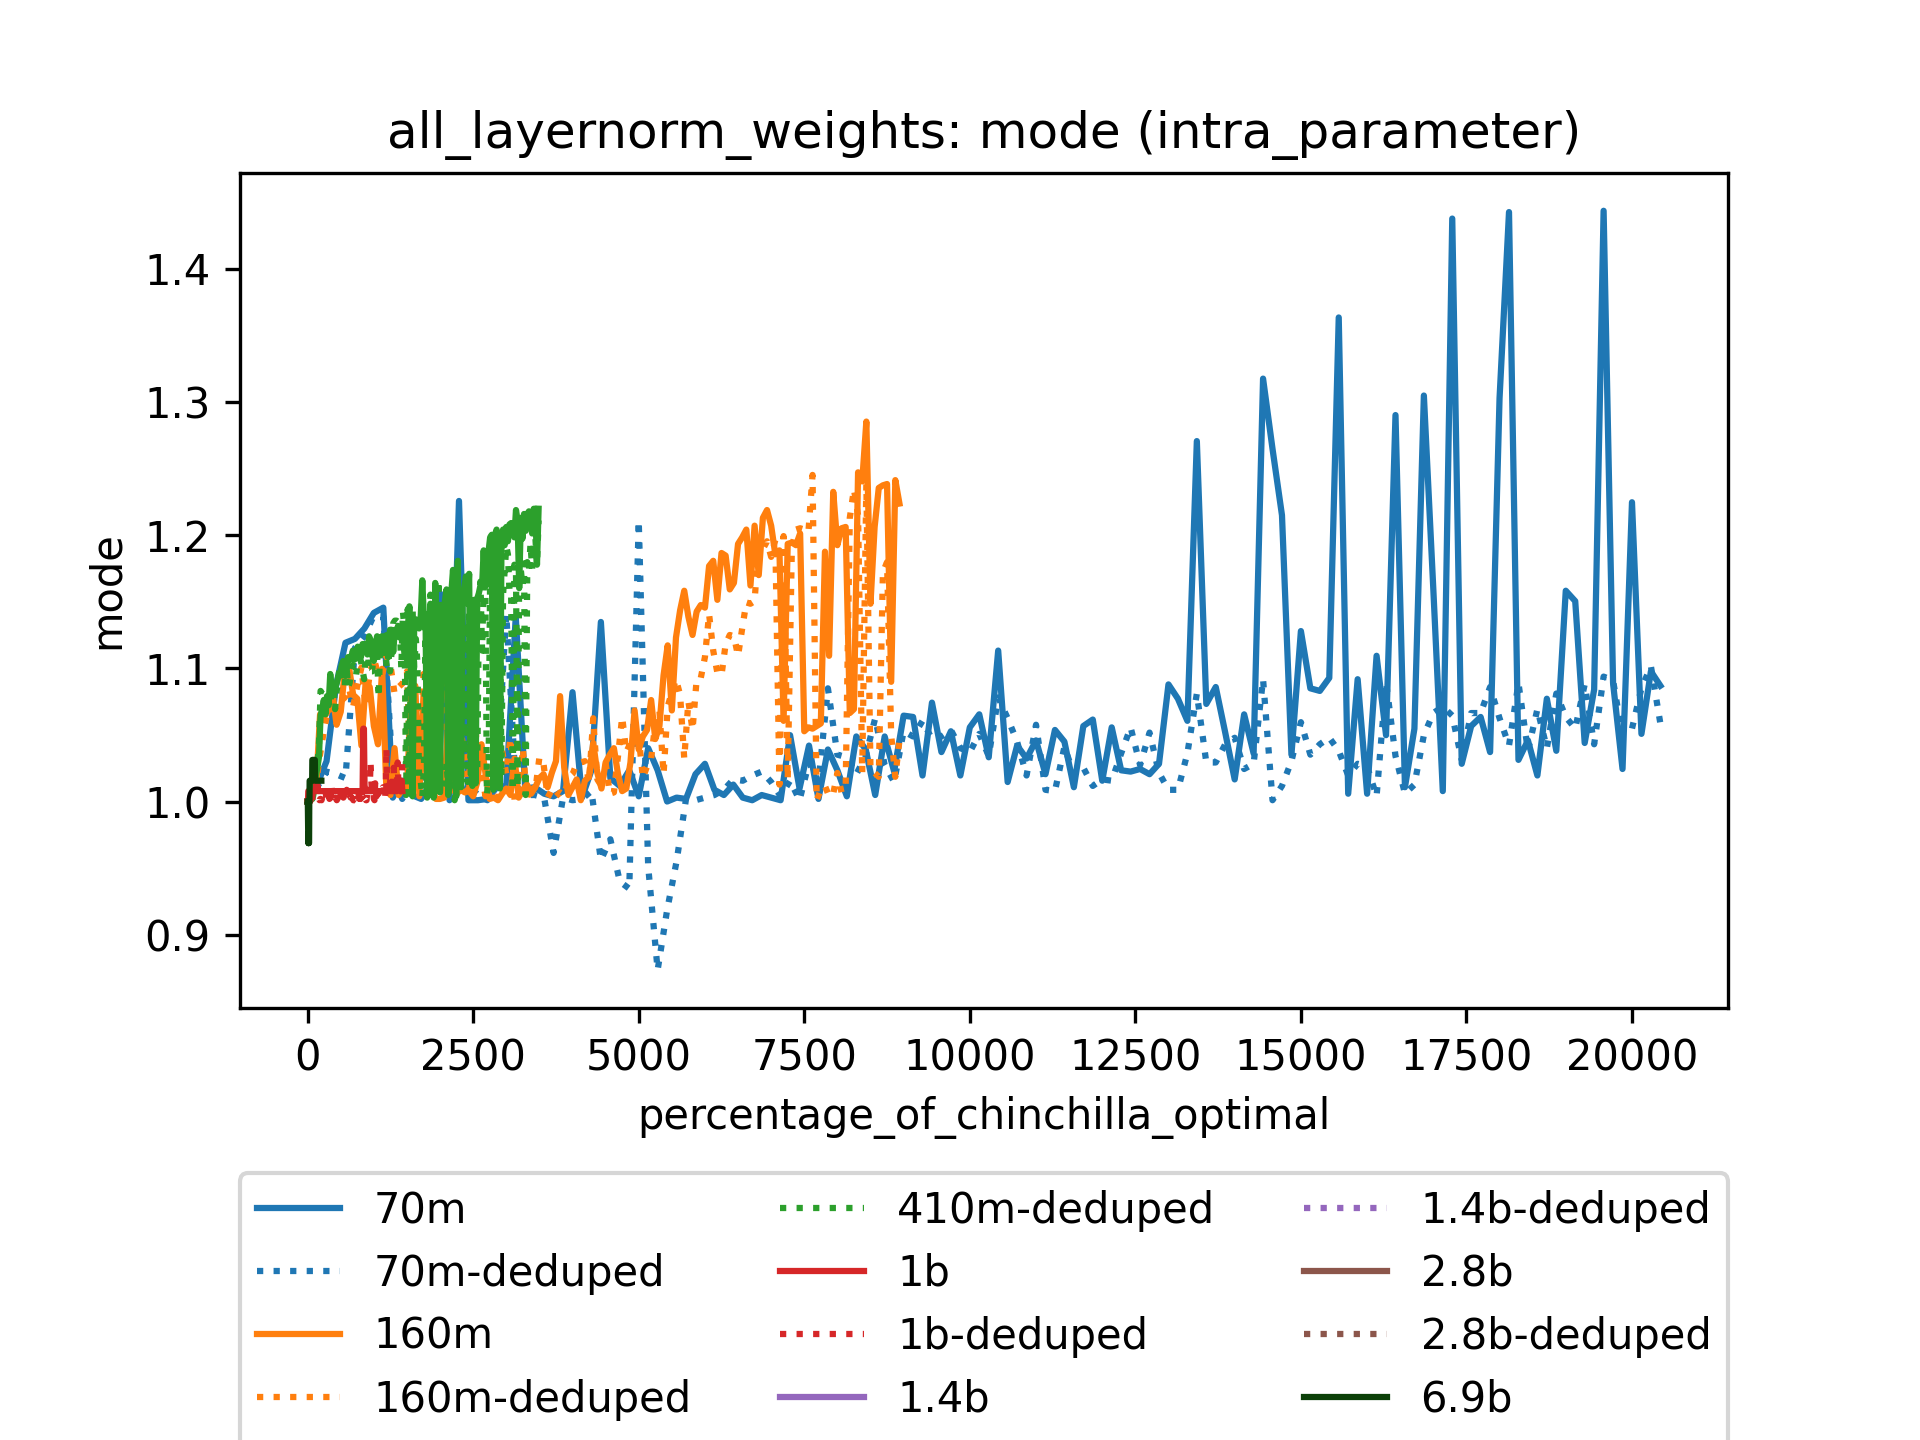 all_layernorm_weights: mode (intra_parameter)
mode
1.4
1.3
1.2
1.1
1.0
0.9
0 2500 5000 7500 10000 12500 15000 17500 20000
percentage_of_chinchilla_optimal
70m 410m-deduped 1.4b-deduped
70m-deduped 1b 2.8b
160m 1b-deduped 2.8b-deduped
160m-deduped 1.4b 6.9b